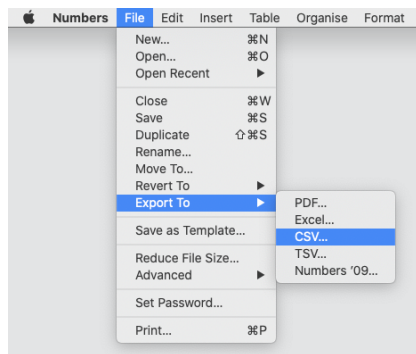 Numbers File Edit Insert Table Organise Format
New... ⌘N
Open... ⌘O
Open Recent ▶
Close ⌘W
Save ⌘S
Duplicate ⇧⌘S
Rename...
Move To...
Revert To ▶
Export To ▶
PDF...
Excel...
CSV...
TSV...
Numbers '09...
Save as Template...
Reduce File Size...
Advanced ▶
Set Password...
Print... ⌘P